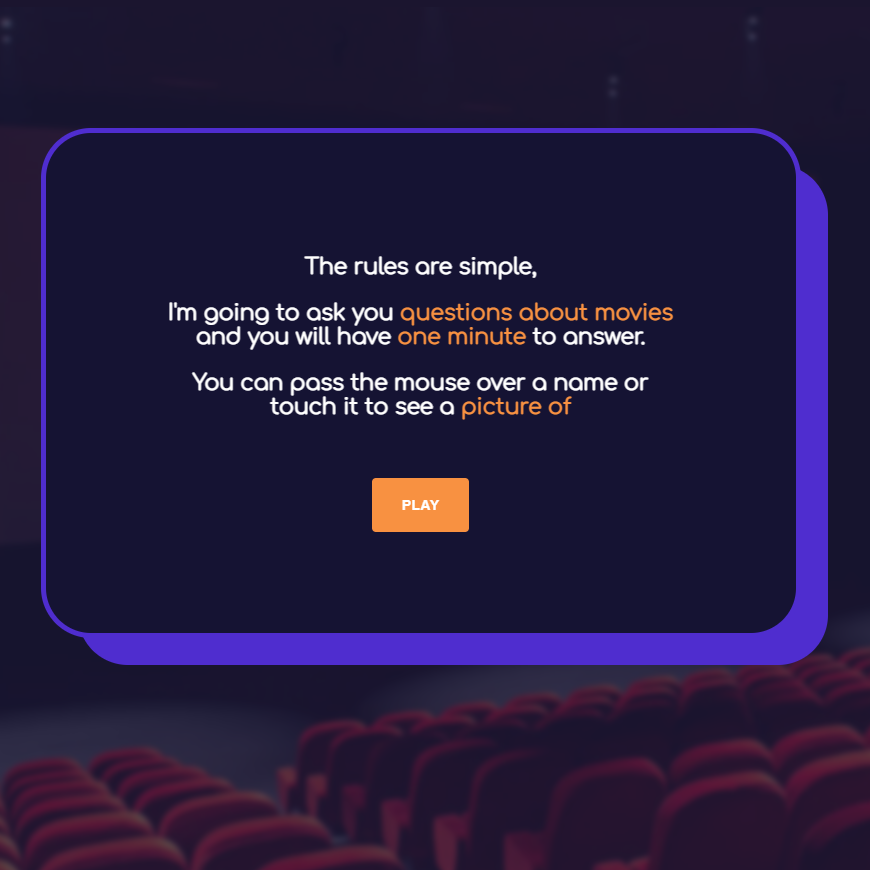 The rules are simple,
I'm going to ask you questions about movies
and you will have one minute to answer.
You can pass the mouse over a name or
touch it to see a picture of
PLAY